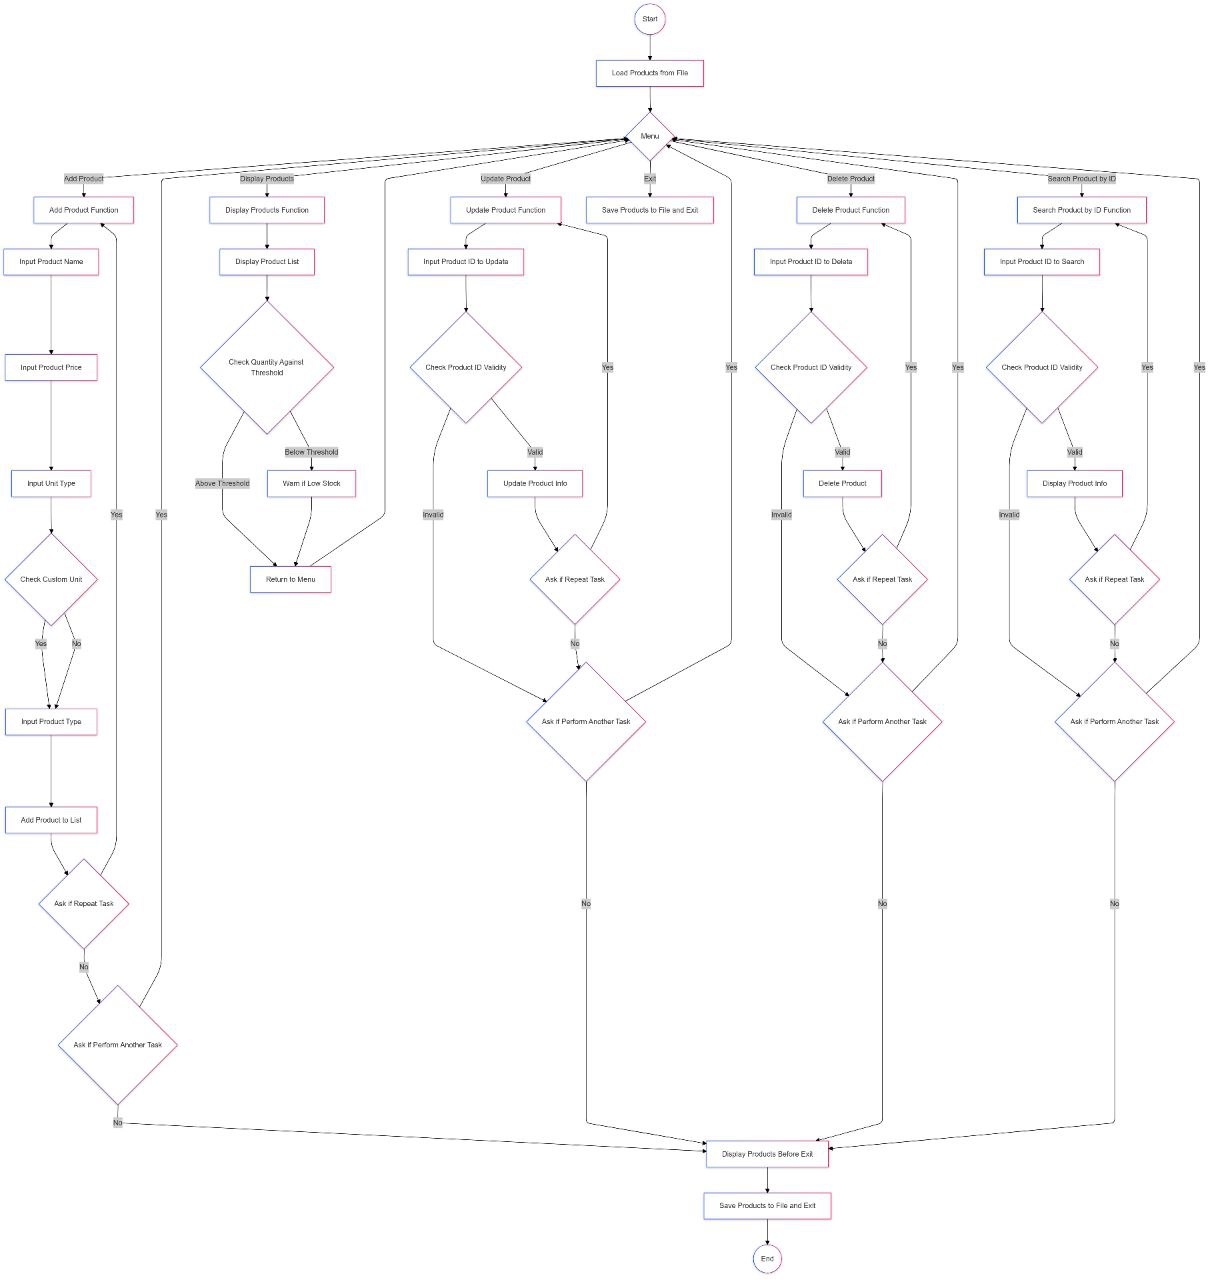 Start
Load Products from File
Menu
Add Product
Display Products
Update Product
Exit
Delete Product
Search Product by ID
Add Product Function
Display Products Function
Update Product Function
Save Products to File and Exit
Delete Product Function
Search Product by ID Function
Input Product Name
Display Product List
Input Product ID to Update
Input Product ID to Delete
Input Product ID to Search
Input Product Price
Check Quantity Against
Threshold
Check Product ID Validity
Yes
Yes
Check Product ID Validity
Yes
Yes
Check Product ID Validity
Yes
Yes
Below Threshold
Valid
Valid
Valid
Input Unit Type
Above Threshold
Warn if Low Stock
Update Product Info
Delete Product
Display Product Info
Yes
Yes
Invalid
Invalid
Invalid
Check Custom Unit
Return to Menu
Ask if Repeat Task
Ask if Repeat Task
Ask if Repeat Task
Yes
No
No
No
No
Input Product Type
Ask if Perform Another Task
Ask if Perform Another Task
Ask if Perform Another Task
Add Product to List
Ask if Repeat Task
No
No
No
No
Ask if Perform Another Task
No
Display Products Before Exit
Save Products to File and Exit
End